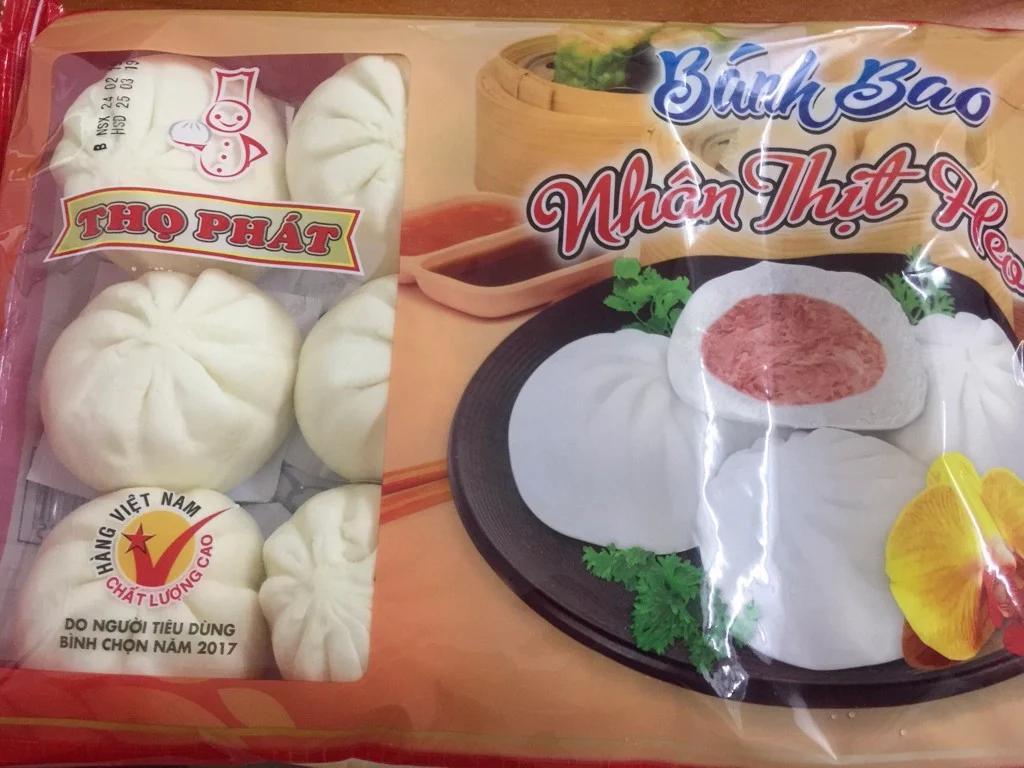 B NSX 24 02 19
HSD 25 03 19
THỌ PHÁT
Bánh Bao
Nhân Thịt Heo
HÀNG VIỆT NAM
CHẤT LƯỢNG CAO
DO NGƯỜI TIÊU DÙNG
BÌNH CHỌN NĂM 2017